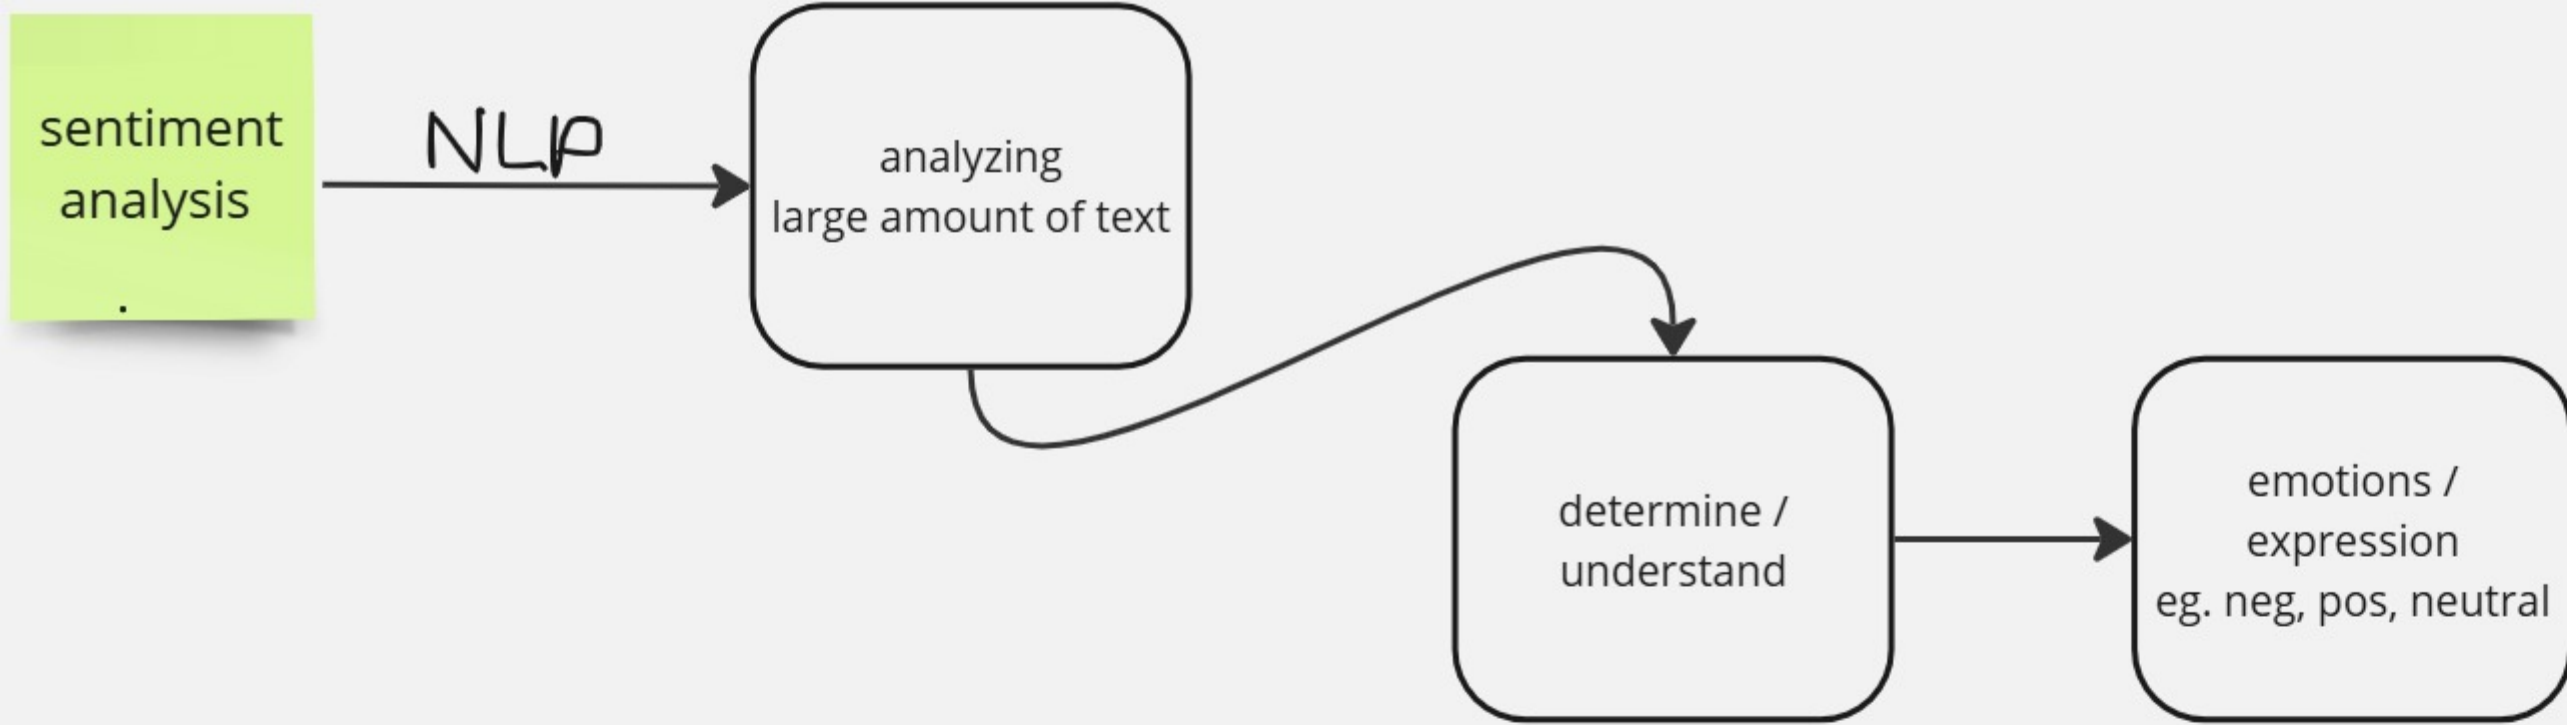 sentiment
analysis
.
NLP
analyzing
large amount of text
determine /
understand
emotions /
expression
eg. neg, pos, neutral